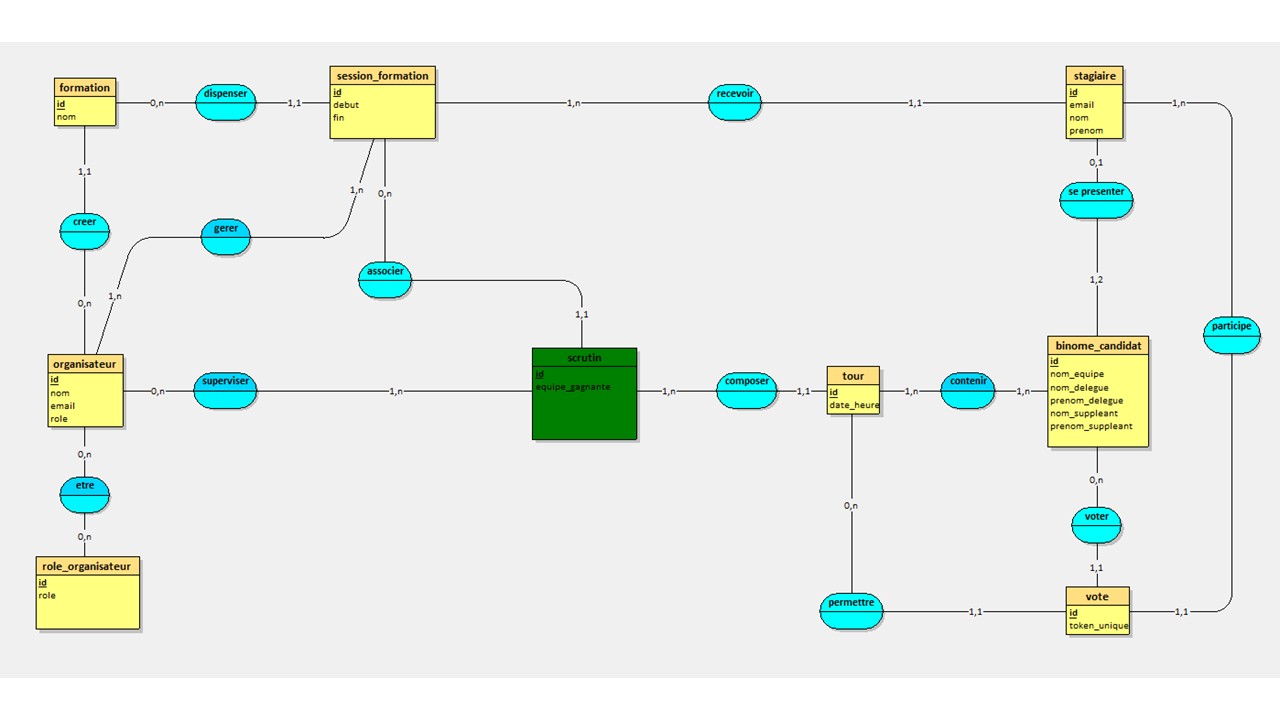 formation
id
nom
0,n
dispenser
1,1
session_formation
id
debut
fin
1,n
recevoir
1,1
stagiaire
id
email
nom
prenom
1,n
1,1
creer
0,n
1,n
gerer
1,n
0,n
associer
1,1
0,1
se presenter
1,2
participe
organisateur
id
nom
email
role
0,n
superviser
1,n
scrutin
id
equipe_gagnante
1,n
composer
1,1
tour
id
date_heure
1,n
contenir
1,n
binome_candidat
id
nom_equipe
nom_delegue
prenom_delegue
nom_suppleant
prenom_suppleant
0,n
etre
0,n
role_organisateur
id
role
0,n
permettre
1,1
0,n
voter
1,1
vote
id
token_unique
1,1